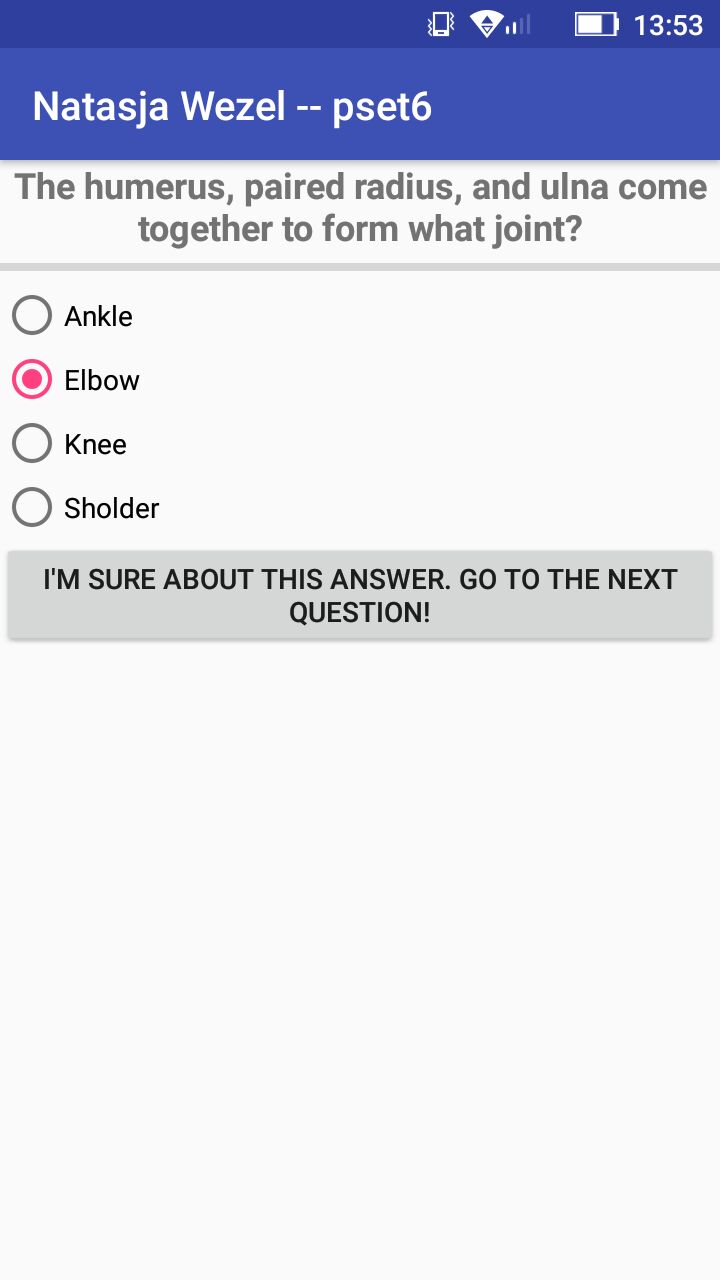 13:53
Natasja Wezel -- pset6
The humerus, paired radius, and ulna come
together to form what joint?
Ankle
Elbow
Knee
Sholder
I'M SURE ABOUT THIS ANSWER. GO TO THE NEXT
QUESTION!